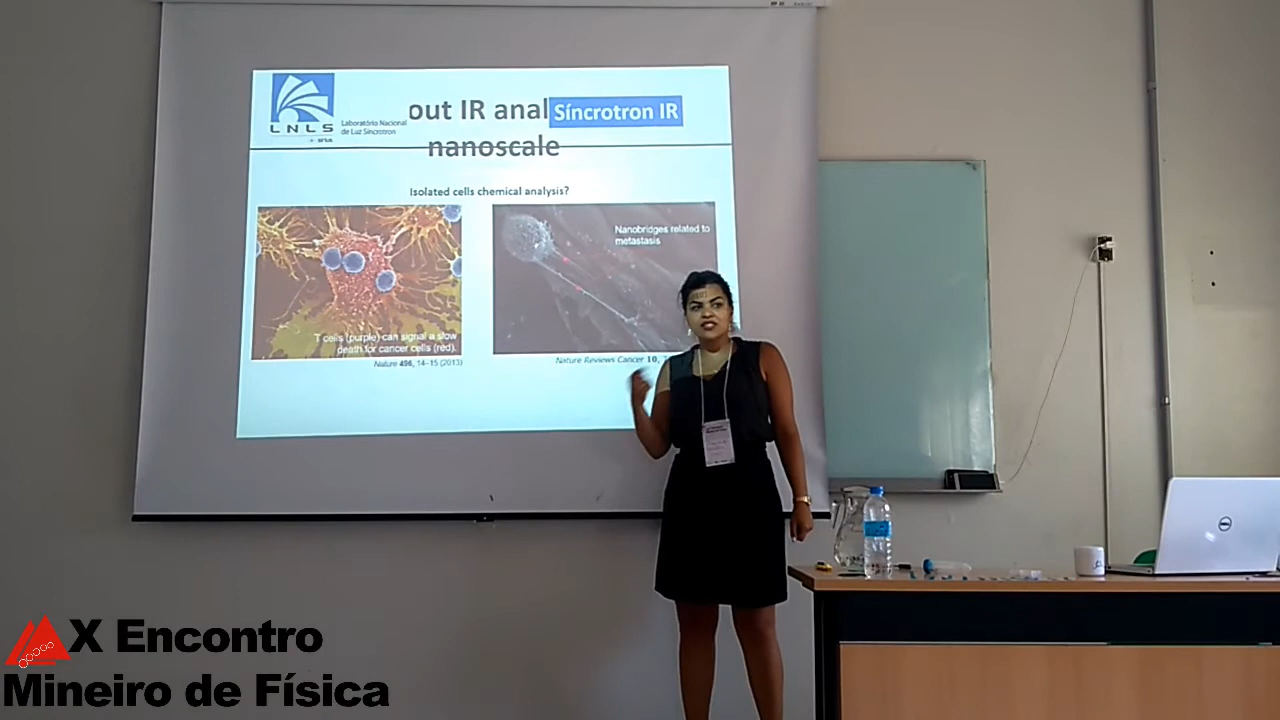 LNLS
Laboratório Nacional
de Luz Síncrotron
out IR anal
Síncrotron IR
nanoscale
Isolated cells chemical analysis?
T cells (purple) can signal a slow
death for cancer cells (red).
Nature 496, 14–15 (2013)
Nanobridges related to
metastasis
Nature Reviews Cancer 10,
DELL
X Encontro
Mineiro de Física